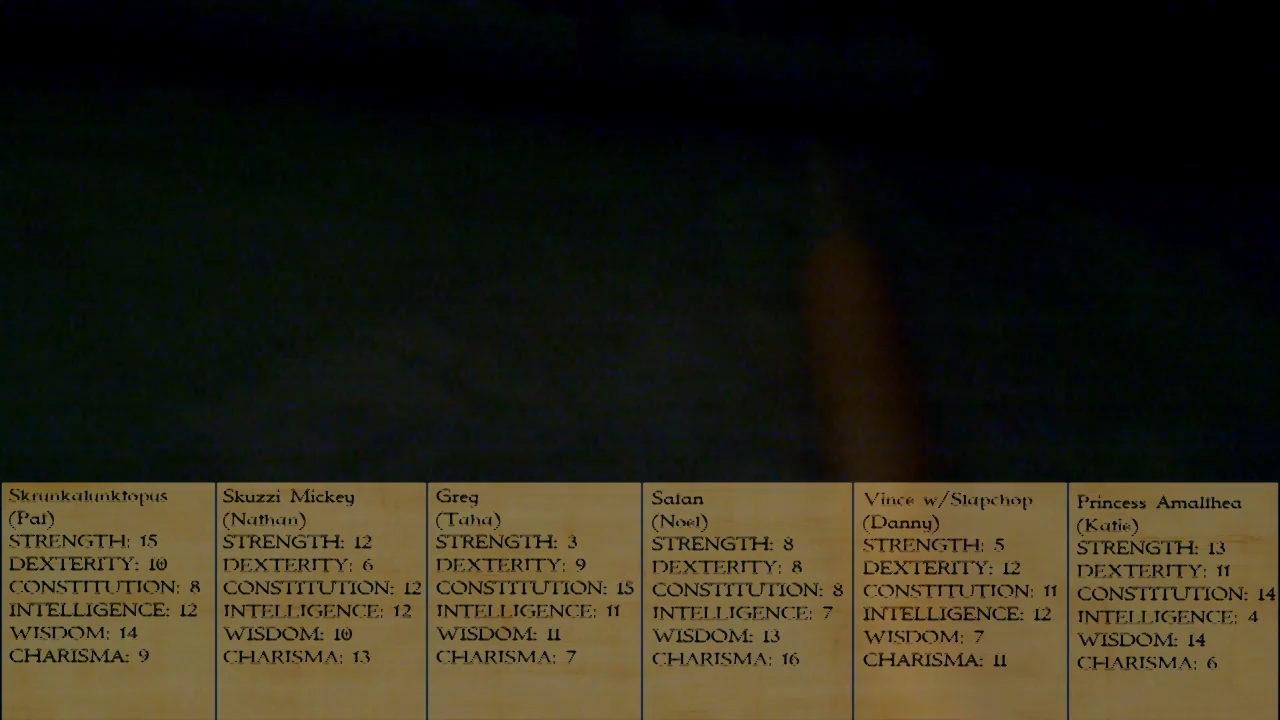 Skrunkalunktopus
(Pat)
STRENGTH: 15
DEXTERITY: 10
CONSTITUTION: 8
INTELLIGENCE: 12
WISDOM: 14
CHARISMA: 9
Skuzzi Mickey
(Nathan)
STRENGTH: 12
DEXTERITY: 6
CONSTITUTION: 12
INTELLIGENCE: 12
WISDOM: 10
CHARISMA: 13
Greg
(Taha)
STRENGTH: 3
DEXTERITY: 9
CONSTITUTION: 15
INTELLIGENCE: 11
WISDOM: 11
CHARISMA: 7
Satan
(Noel)
STRENGTH: 8
DEXTERITY: 8
CONSTITUTION: 8
INTELLIGENCE: 7
WISDOM: 13
CHARISMA: 16
Vince w/Slapchop
(Danny)
STRENGTH: 5
DEXTERITY: 12
CONSTITUTION: 11
INTELLIGENCE: 12
WISDOM: 7
CHARISMA: 11
Princess Amalthea
(Katie)
STRENGTH: 13
DEXTERITY: 11
CONSTITUTION: 14
INTELLIGENCE: 4
WISDOM: 14
CHARISMA: 6